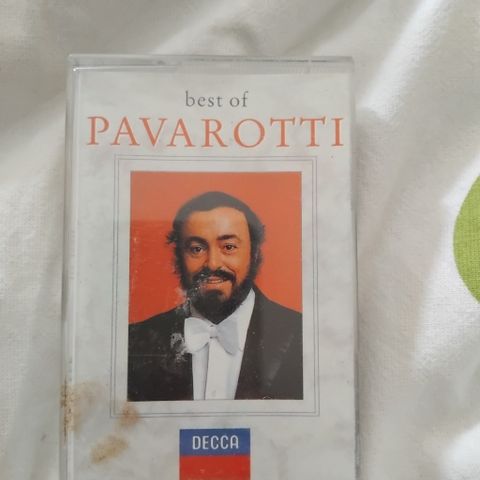 best of
PAVAROTTI
DECCA